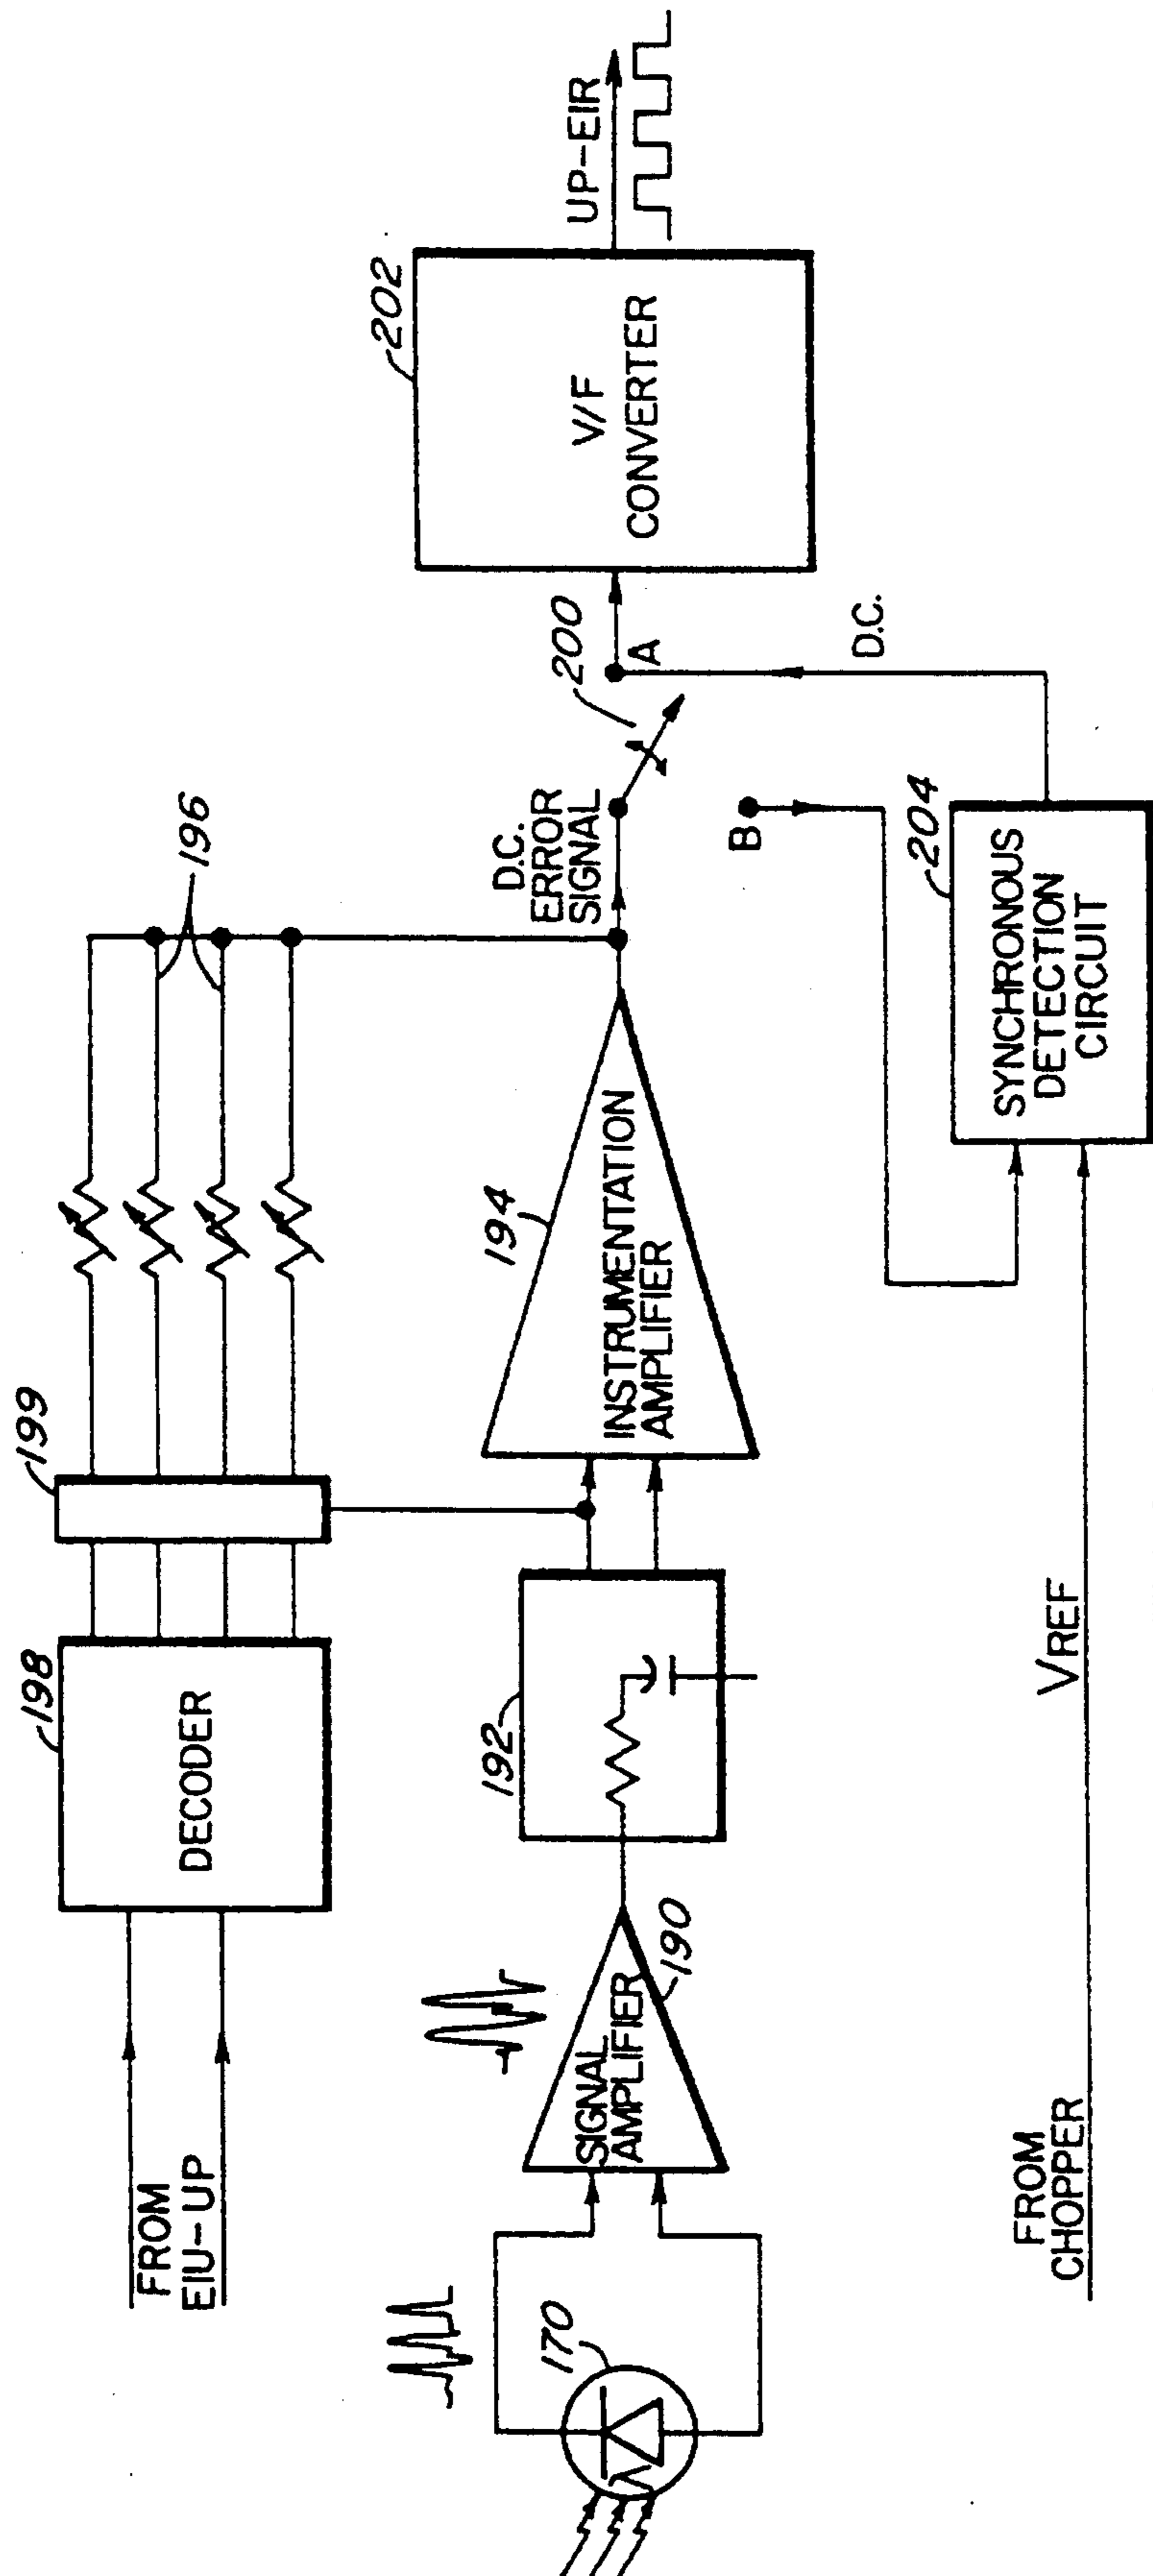 FROM
EIU-UP
198
DECODER
199
196
170
SIGNAL
AMPLIFIER
190
192
194
INSTRUMENTATION
AMPLIFIER
D.C.
ERROR
SIGNAL
200
A
B
202
V/F
CONVERTER
UP-EIR
D.C.
204
SYNCHRONOUS
DETECTION
CIRCUIT
FROM
CHOPPER
VREF